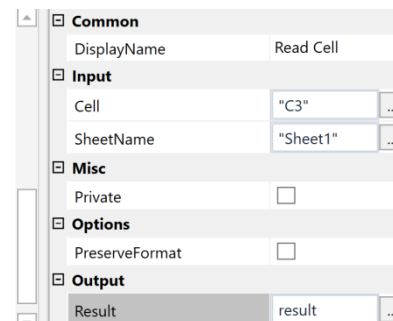 Common
DisplayName Read Cell
Input
Cell "C3" ...
SheetName "Sheet1" ...
Misc
Private
Options
PreserveFormat
Output
Result result ...